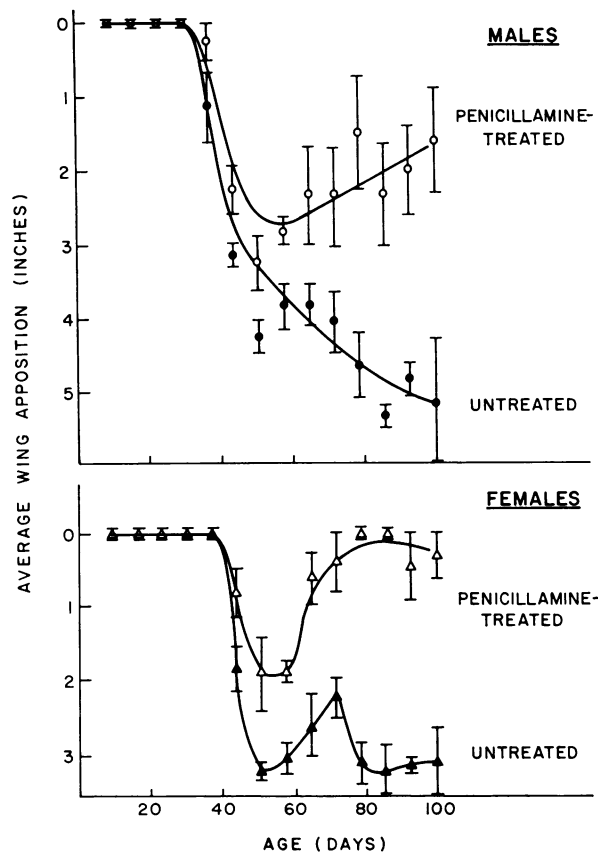 MALES
0
1
2
3
4
5
PENICILLAMINE-
TREATED
UNTREATED
AVERAGE WING APPOSITION (INCHES)
FEMALES
0
1
2
3
PENICILLAMINE-
TREATED
UNTREATED
20 40 60 80 100
AGE (DAYS)